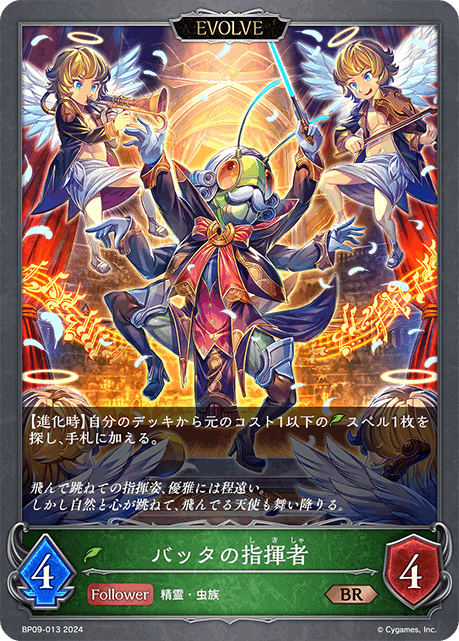 EVOLVE
【進化時】自分のデッキから元のコスト1以下のスペル1枚を
探し、手札に加える。
飛んで跳ねての指揮姿、優雅には程遠い。
しかし自然と心が跳ねて、飛んでる天使も舞い降りる。
しきしゃ
バッタの指揮者
4
Follower
精霊・虫族
BR
4
BP09-013 2024
© Cygames, Inc.